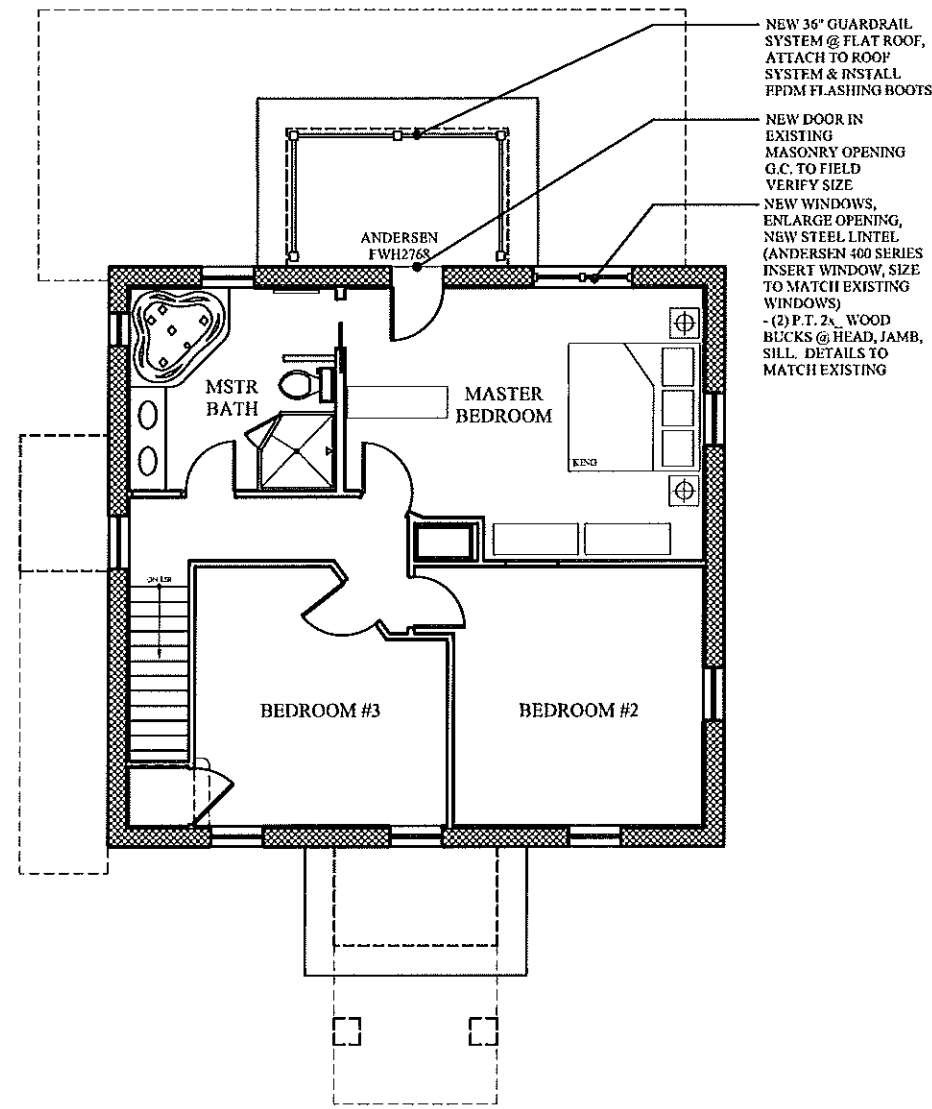 NEW 36" GUARDRAIL
SYSTEM @ FLAT ROOF,
ATTACH TO ROOF
SYSTEM & INSTALL
EPDM FLASHING BOOTS
NEW DOOR IN
EXISTING
MASONRY OPENING
G.C. TO FIELD
VERIFY SIZE
NEW WINDOWS,
ENLARGE OPENING,
NEW STEEL LINTEL
(ANDERSEN 400 SERIES
INSERT WINDOW, SIZE
TO MATCH EXISTING
WINDOWS)
- (2) P.T. 2x_ WOOD
BUCKS @ HEAD, JAMB,
SILL. DETAILS TO
MATCH EXISTING
ANDERSEN
FWH2768
MSTR
BATH
MASTER
BEDROOM
KING
BEDROOM #3
BEDROOM #2